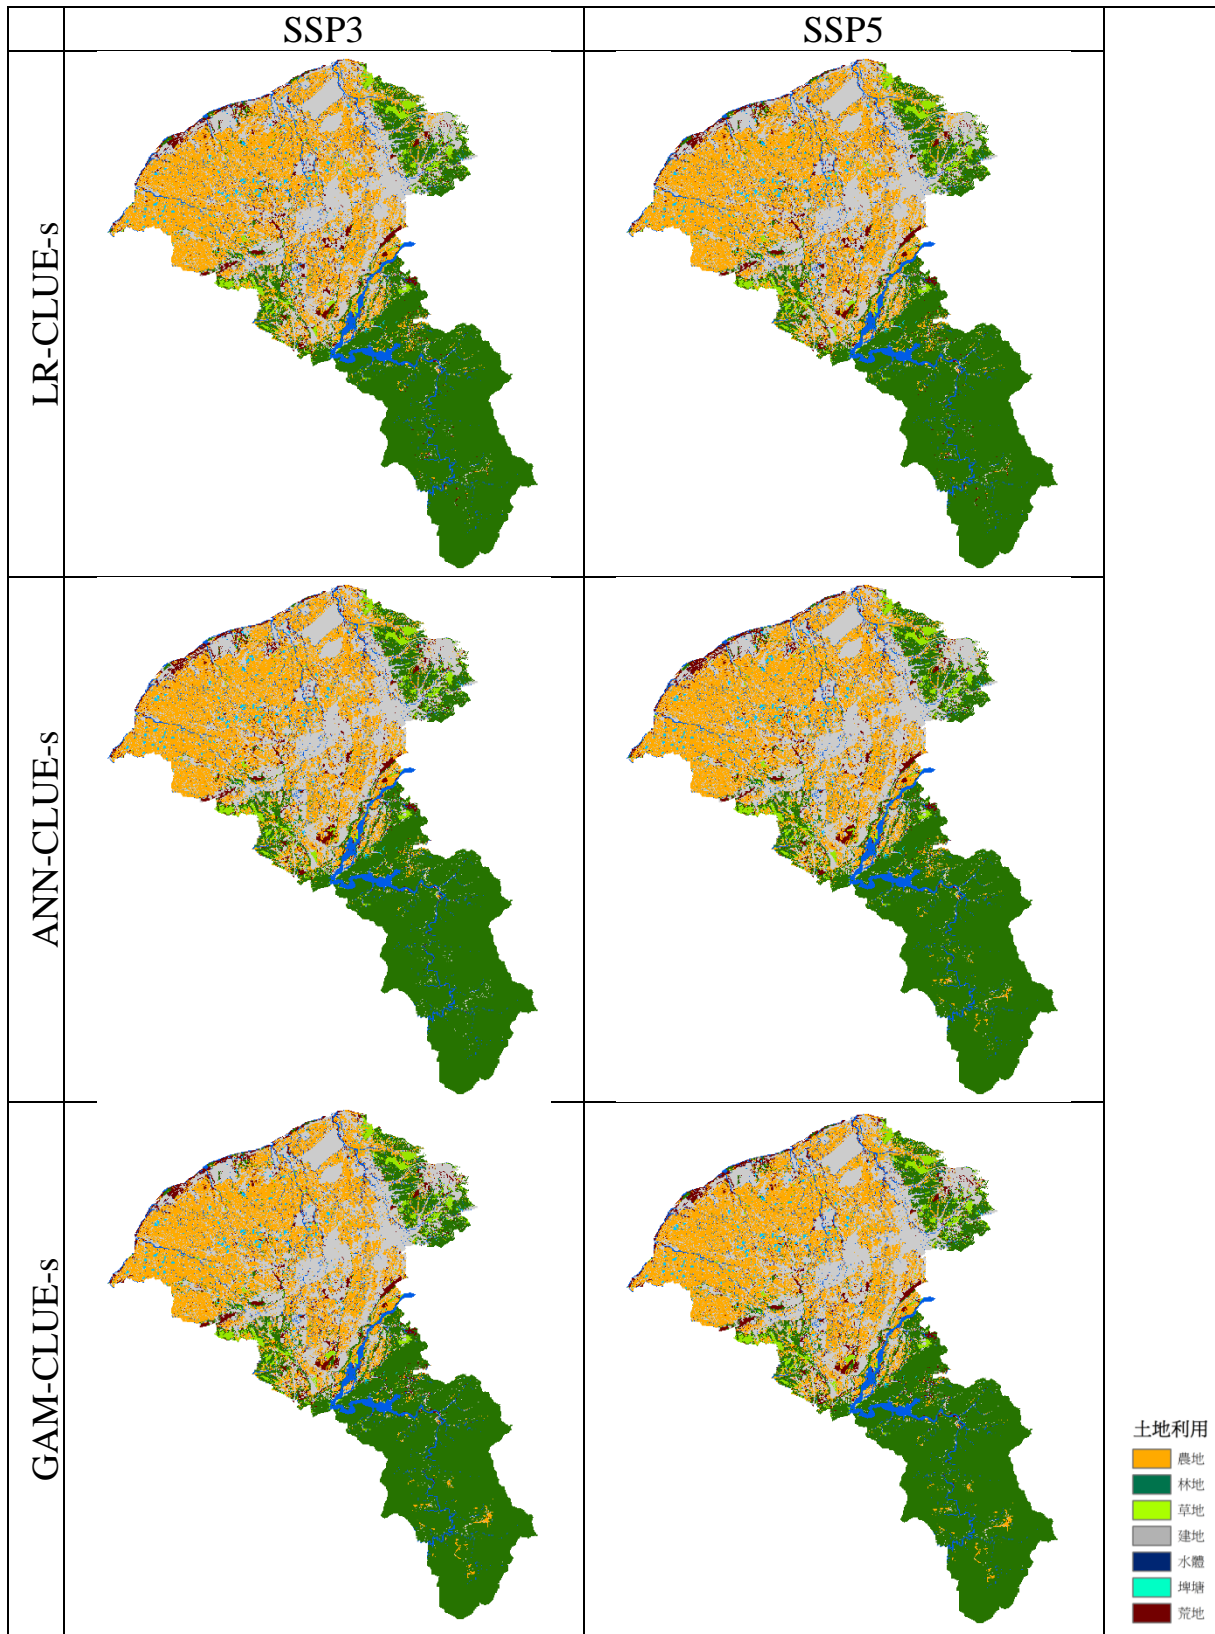 SSP3
SSP5
LR-CLUE-s
ANN-CLUE-s
GAM-CLUE-s
土地利用
農地
林地
草地
建地
水體
埤塘
荒地